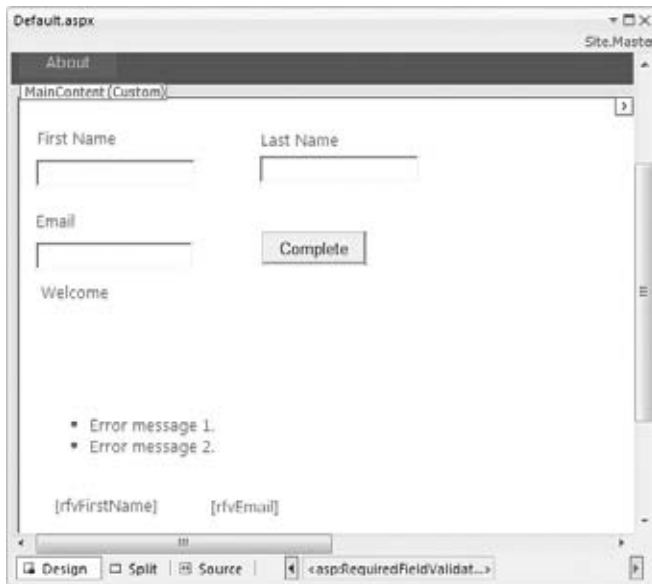 Default.aspx
Site.Maste
About
MainContent (Custom)
First Name
Last Name
Email
Complete
Welcome
Error message 1.
Error message 2.
[rfvFirstName]
[rfvEmail]
Design
Split
Source
<asp:RequiredFieldValidat...>